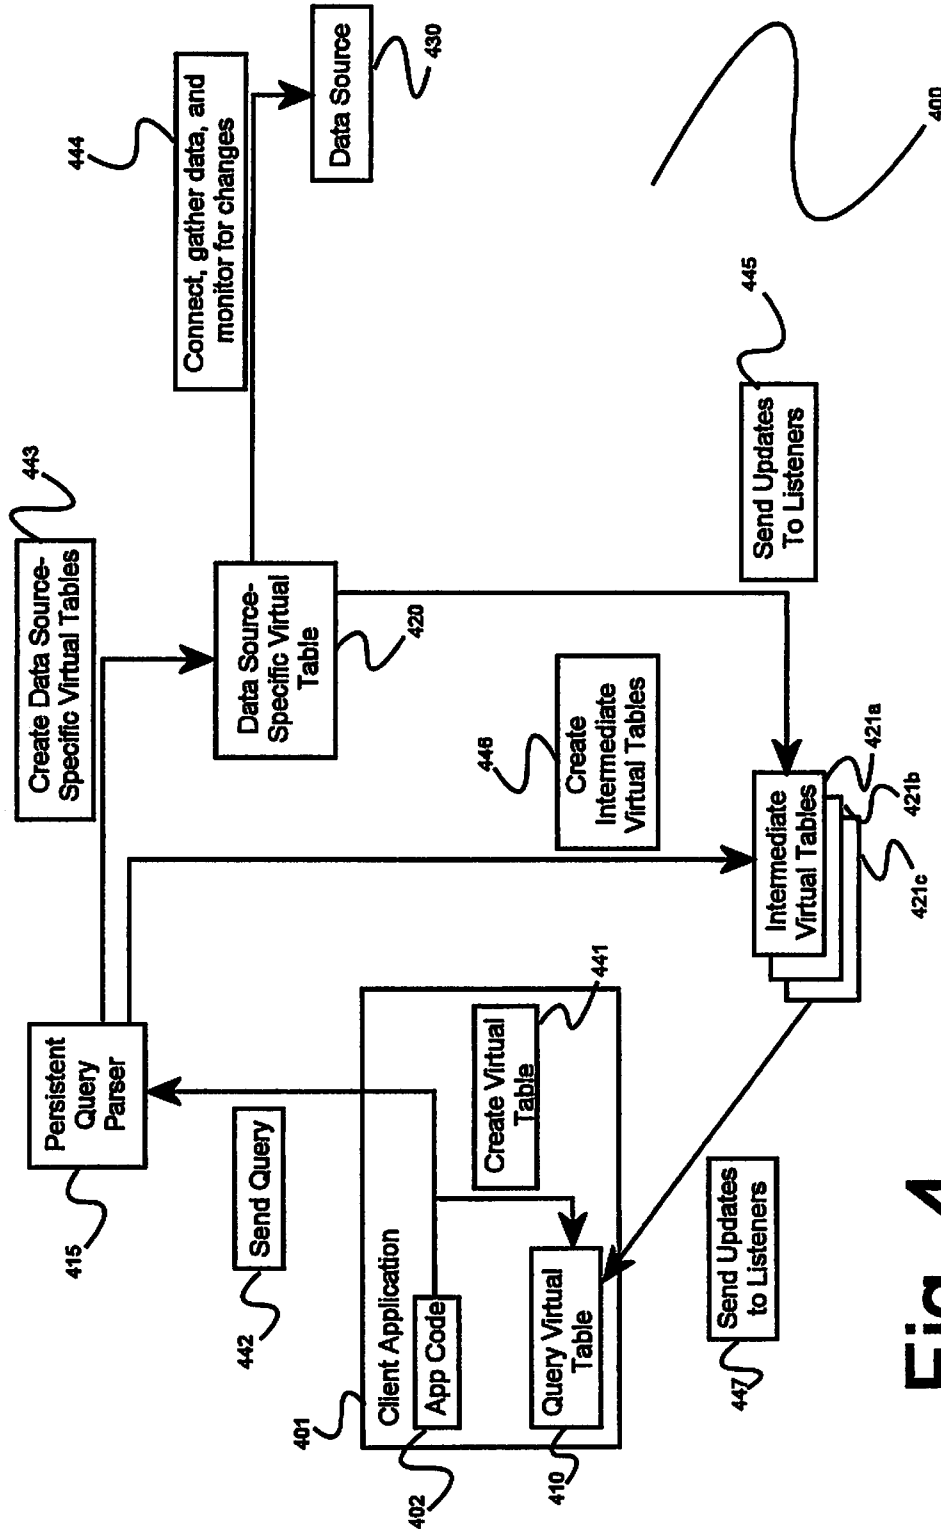 443
Create Data Source-
Specific Virtual Tables
444
Connect, gather data, and
monitor for changes
415
Persistent
Query
Parser
442
Send Query
Data Source-
Specific Virtual
Table
420
Data Source
430
401
Client Application
402
App Code
Create Virtual
Table
441
410
Query Virtual
Table
446
Create
Intermediate
Virtual Tables
445
Send Updates
To Listeners
Intermediate
Virtual Tables
421a
421b
421c
447
Send Updates
to Listeners
400
Fig. 4